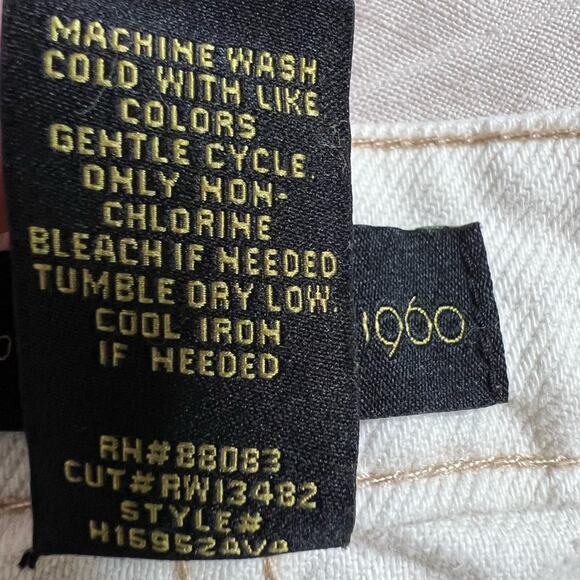 MACHINE WASH
COLD WITH LIKE
COLORS
GENTLE CYCLE.
ONLY NON-
CHLORINE
BLEACH IF NEEDED
TUMBLE DRY LOW.
COOL IRON
IF NEEDED
1960
RN#88083
CUT#RW13482
STYLE#
H15952AVA